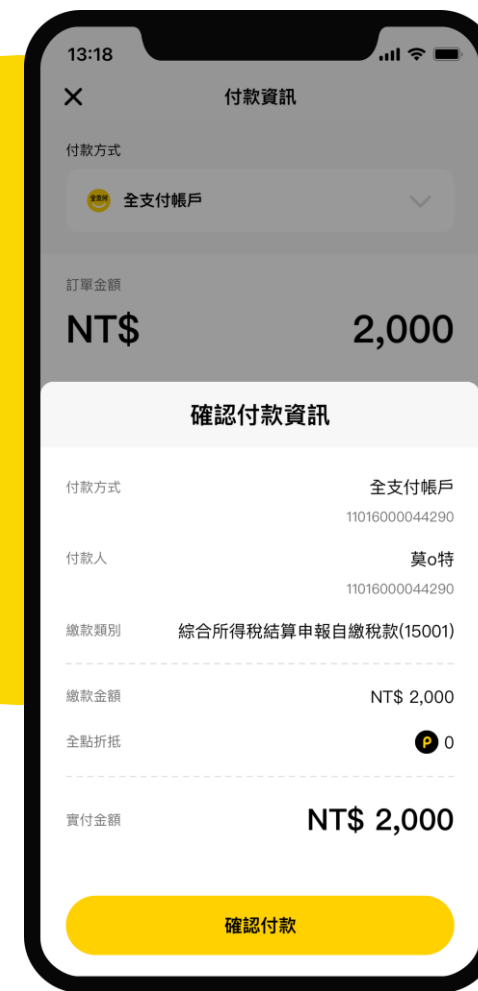 13:18
付款資訊
付款方式
全支付 全支付帳戶
訂單金額
NT$ 2,000
確認付款資訊
付款方式 全支付帳戶
11016000044290
付款人 莫o特
11016000044290
繳款類別 綜合所得稅結算申報自繳稅款(15001)
繳款金額 NT$ 2,000
全點折抵 P 0
實付金額 NT$ 2,000
確認付款